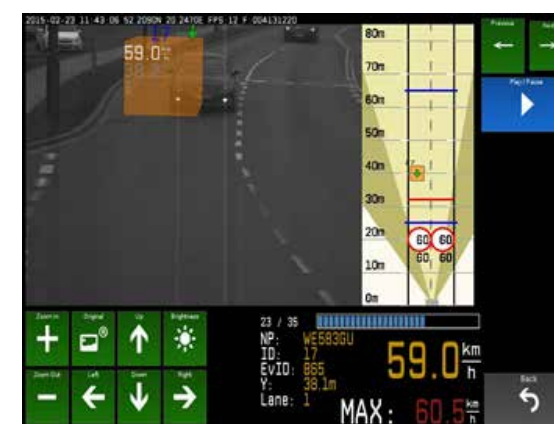 2015-02-23 11:43:06 52 2090N 20 2470E FPS 12 F 004131220
17
59.0 km/h
80m
70m
60m
50m
40m
30m
20m
10m
0m
60 60
60 60
Previous
Play / Pause
Zoom In
Original
Up
Brightness
Zoom Out
Left
Down
Right
23 / 35
NP: WE583GU
ID: 17
EvID: 865
Y: 38.1m
Lane: 1
59.0 km/h
MAX: 60.5 km/h
Back